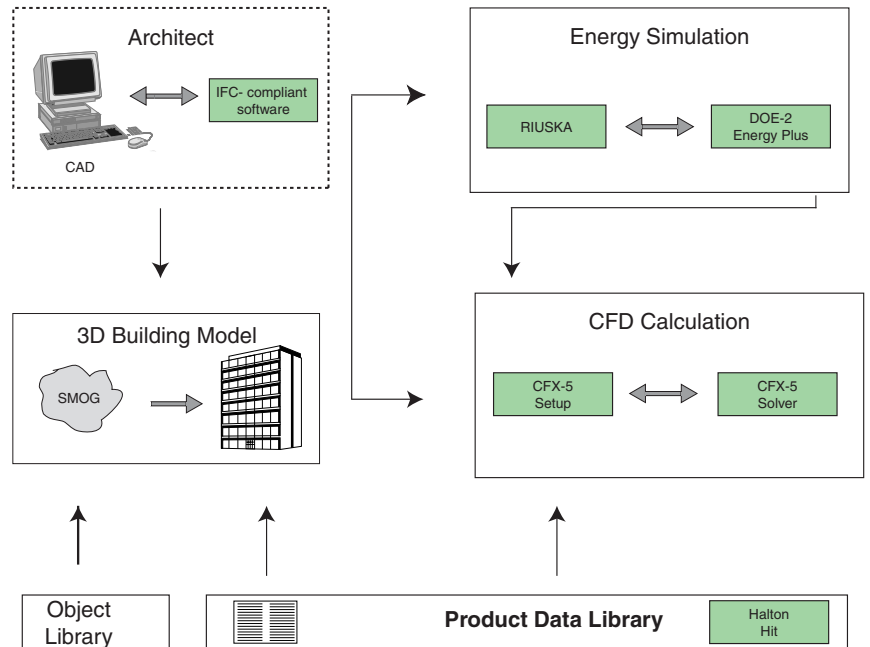 Architect
IFC- compliant
software
CAD
Energy Simulation
RIUSKA
DOE-2
Energy Plus
3D Building Model
SMOG
CFD Calculation
CFX-5
Setup
CFX-5
Solver
Object
Library
Product Data Library
Halton
Hit